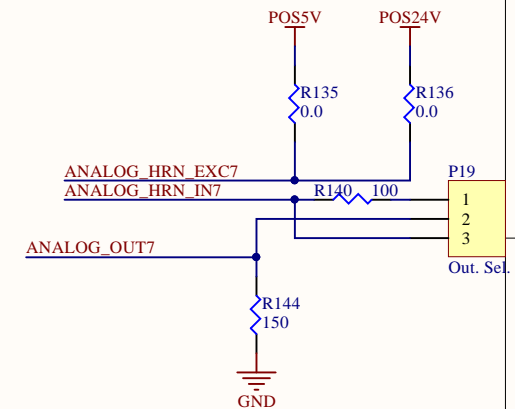 POS5V POS24V
R135 R136
0.0 0.0
ANALOG_HRN_EXC7 P19
ANALOG_HRN_IN7 R140 100 1
2
3
ANALOG_OUT7
Out. Sel.
R144
150
GND